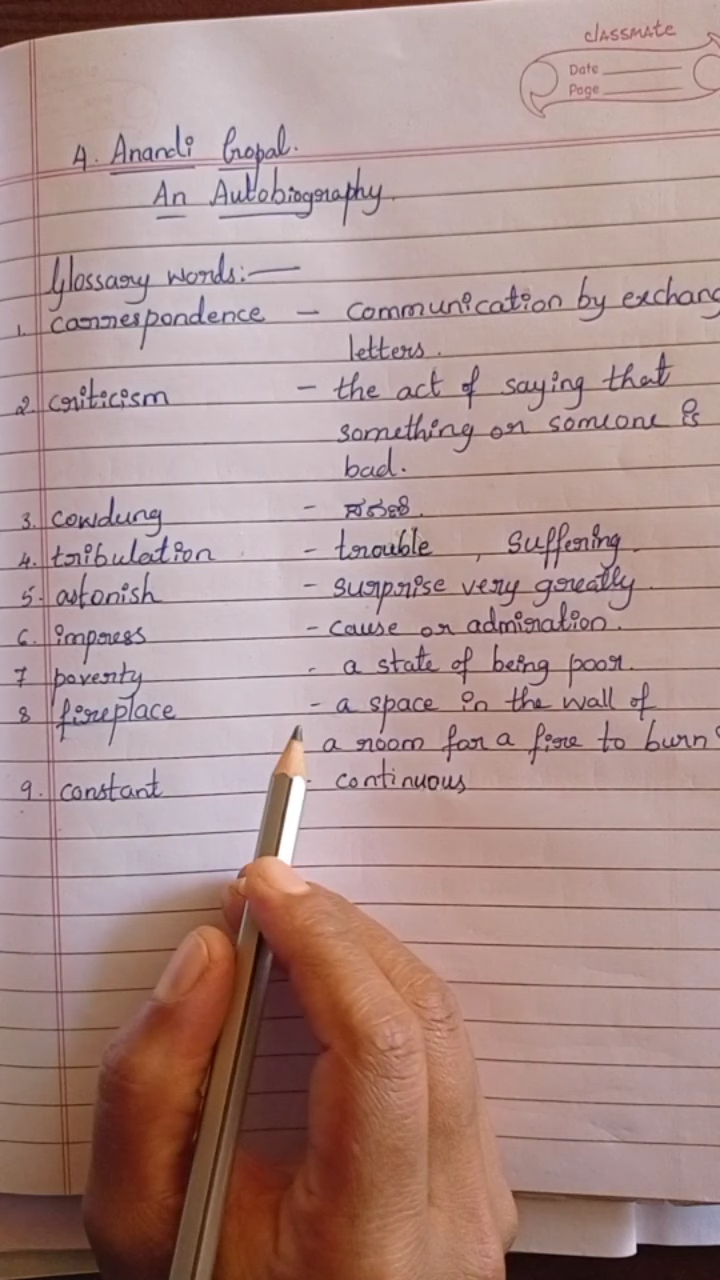 classmate
Date
Page
4. Anandi Gopal.
An Autobiography.
Glossary words:—
1. correspondence – communication by exchang
letters.
2. criticism – the act of saying that
something or someone is
bad.
3. cowdung – ಸಗಣಿ.
4. tribulation – trouble, suffering.
5. astonish – surprise very greatly.
6. impress – cause or admiration.
7 poverty - a state of being poor.
8 fireplace – a space in the wall of
a room for a fire to burn
9. constant - continuous